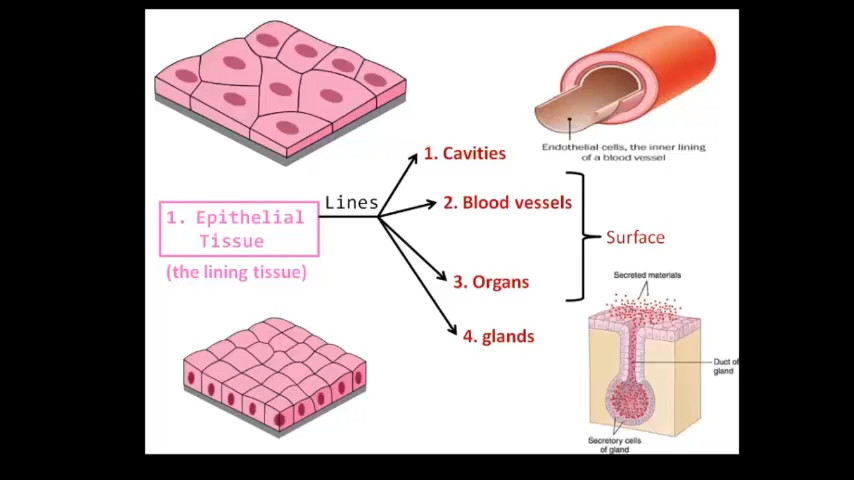 Endothelial cells, the inner lining
of a blood vessel
1. Cavities
Lines
2. Blood vessels
1. Epithelial
Tissue
(the lining tissue)
Surface
3. Organs
4. glands
Secreted materials
Duct of
gland
Secretory cells
of gland